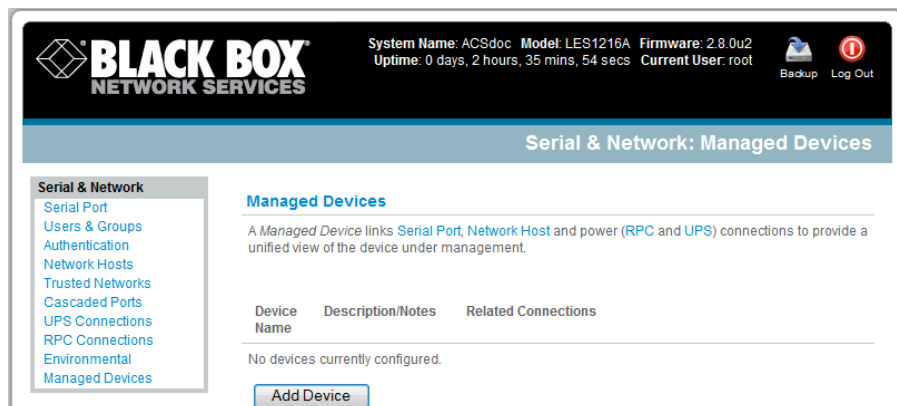 BLACK BOX®
NETWORK SERVICES
System Name: ACSdoc Model: LES1216A Firmware: 2.8.0u2
Uptime: 0 days, 2 hours, 35 mins, 54 secs Current User: root
Backup
Log Out
Serial & Network: Managed Devices
Serial & Network
Serial Port
Users & Groups
Authentication
Network Hosts
Trusted Networks
Cascaded Ports
UPS Connections
RPC Connections
Environmental
Managed Devices
Managed Devices
A Managed Device links Serial Port, Network Host and power (RPC and UPS) connections to provide a
unified view of the device under management.
Device Description/Notes Related Connections
Name
No devices currently configured.
Add Device